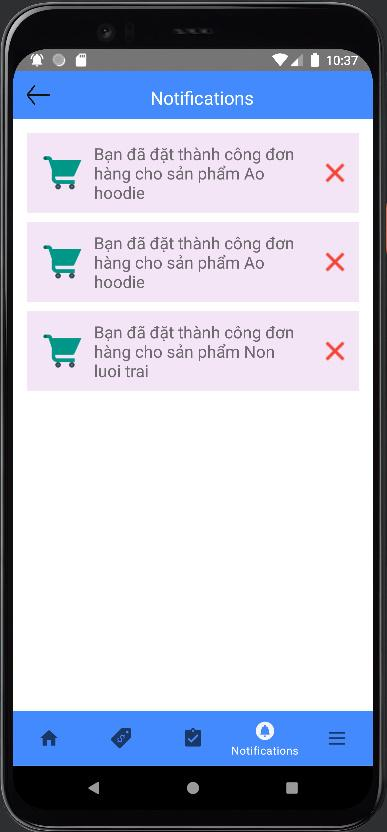 10:37
Notifications
Bạn đã đặt thành công đơn
hàng cho sản phẩm Ao
hoodie
Bạn đã đặt thành công đơn
hàng cho sản phẩm Ao
hoodie
Bạn đã đặt thành công đơn
hàng cho sản phẩm Non
luoi trai
Notifications